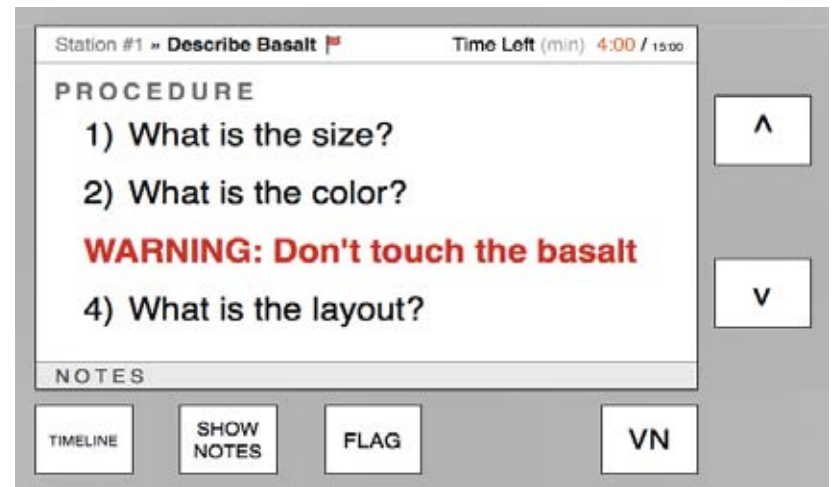 Station #1 » Describe Basalt Time Left (min) 4:00 / 15:00
PROCEDURE
1) What is the size?
2) What is the color?
WARNING: Don't touch the basalt
4) What is the layout?
NOTES
TIMELINE
SHOW
NOTES
FLAG
VN
^
v